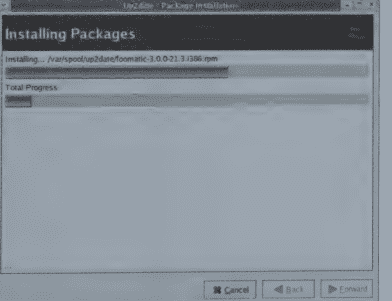 Up2date - Package Installation
Installing Packages
Installing... /var/spool/up2date/foomatic-3.0.0-21.3.i386.rpm
Total Progress:
Cancel
Back
Forward